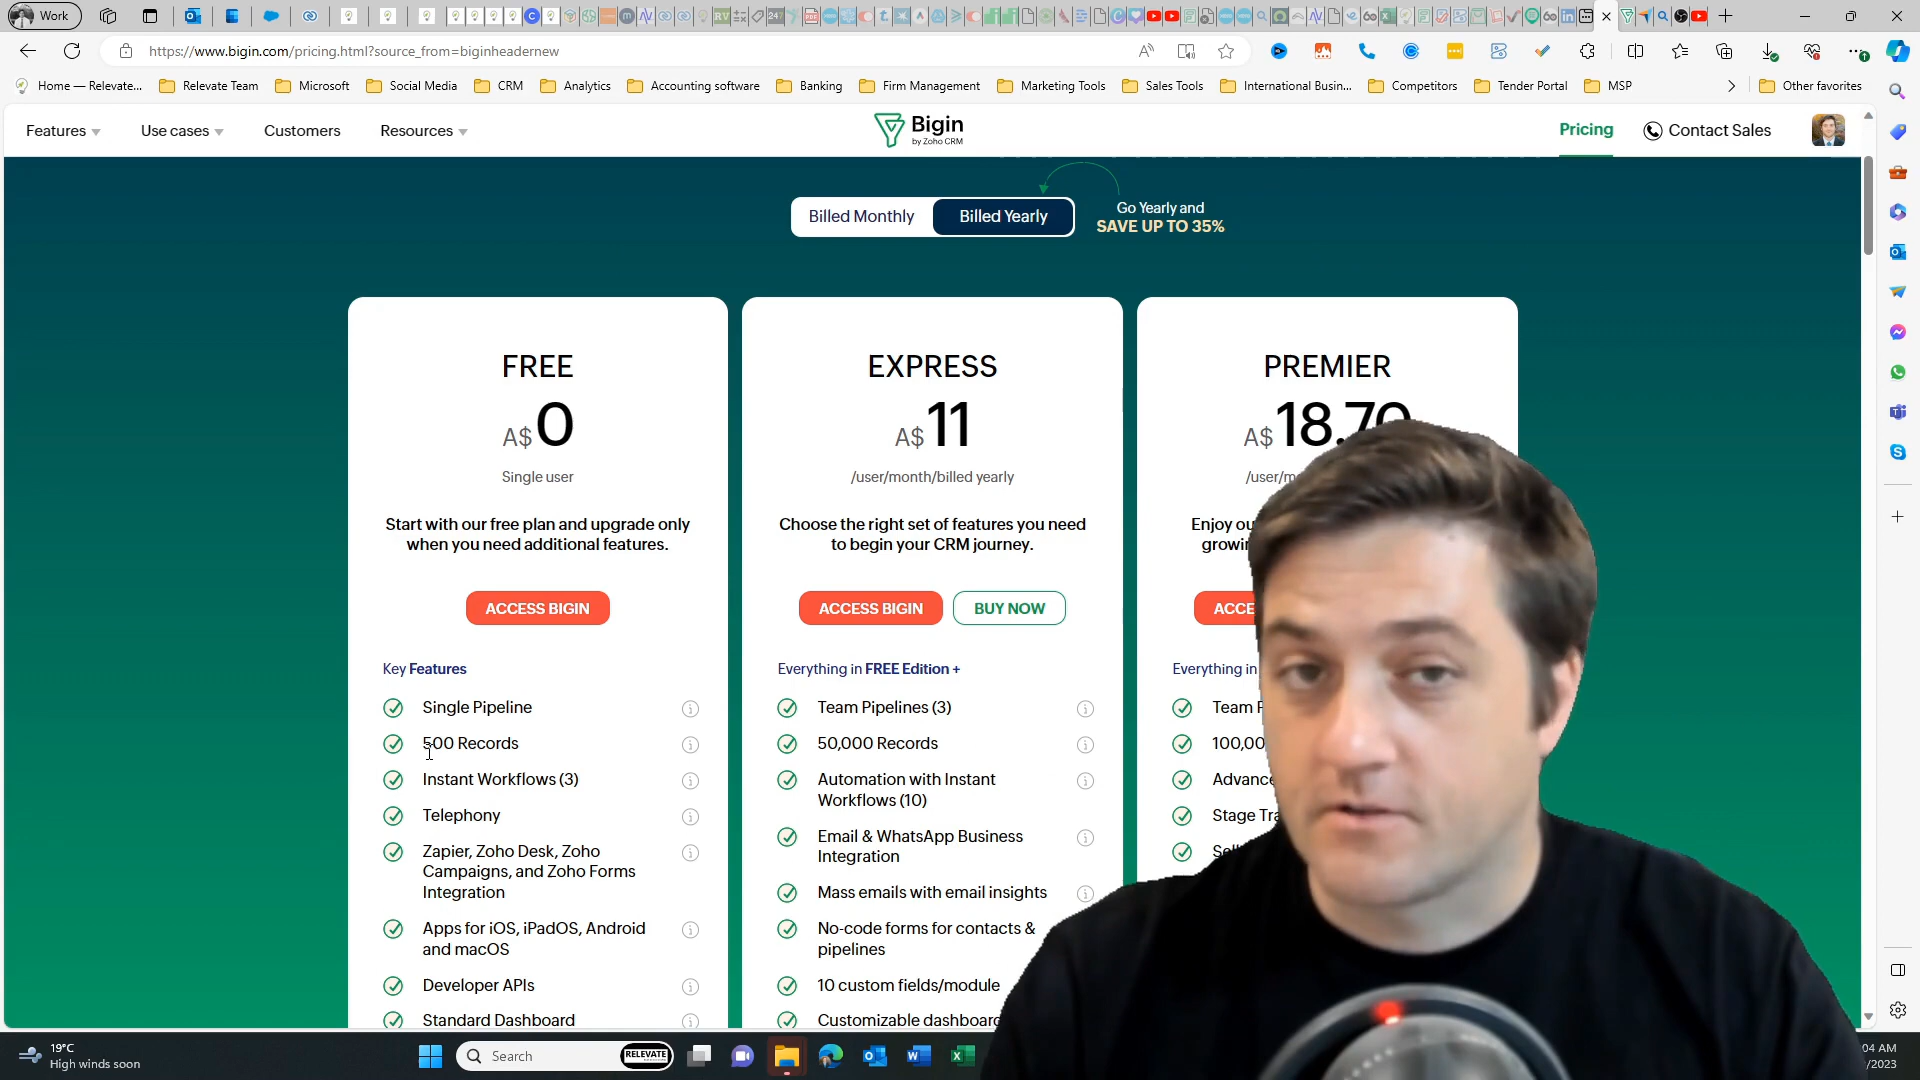 Work
https://www.bigin.com/pricing.html?source_from=biginheadernew
Home — Relevate...
Relevate Team
Microsoft
Social Media
CRM
Analytics
Accounting software
Banking
Firm Management
Marketing Tools
Sales Tools
International Busin...
Competitors
Tender Portal
MSP
Other favorites
Features
Use cases
Customers
Resources
Bigin
by Zoho CRM
Pricing
Contact Sales
Billed Monthly
Billed Yearly
Go Yearly and
SAVE UP TO 35%
FREE
A$0
Single user
Start with our free plan and upgrade only
when you need additional features.
ACCESS BIGIN
Key Features
Single Pipeline
500 Records
Instant Workflows (3)
Telephony
Zapier, Zoho Desk, Zoho
Campaigns, and Zoho Forms
Integration
Apps for iOS, iPadOS, Android
and macOS
Developer APIs
Standard Dashboard
EXPRESS
A$11
/user/month/billed yearly
Choose the right set of features you need
to begin your CRM journey.
ACCESS BIGIN
BUY NOW
Everything in FREE Edition +
Team Pipelines (3)
50,000 Records
Automation with Instant
Workflows (10)
Email & WhatsApp Business
Integration
Mass emails with email insights
No-code forms for contacts &
pipelines
10 custom fields/module
Customizable dashboard
PREMIER
A$18.70
/user/m
Enjoy ou
growin
ACCE
Everything in
Team P
100,00
Advance
Stage Tra
19°C
High winds soon
Search
RELEVATE
04 AM
/2023